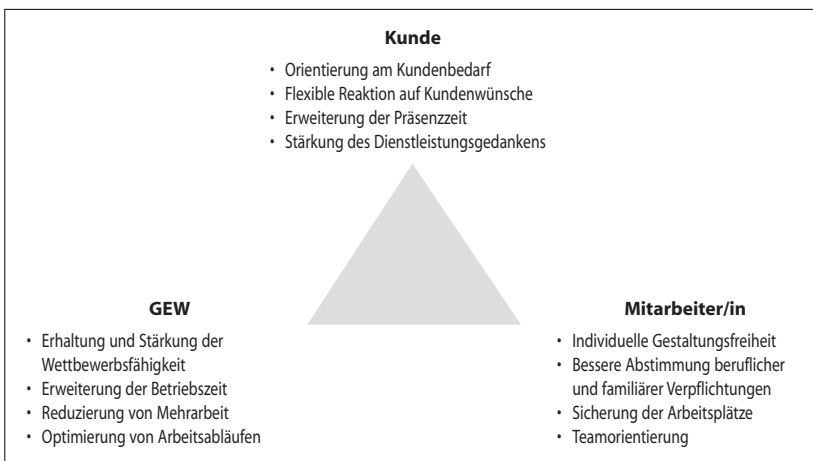 Kunde
• Orientierung am Kundenbedarf
• Flexible Reaktion auf Kundenwünsche
• Erweiterung der Präsenzzeit
• Stärkung des Dienstleistungsgedankens
GEW
• Erhaltung und Stärkung der
Wettbewerbsfähigkeit
• Erweiterung der Betriebszeit
• Reduzierung von Mehrarbeit
• Optimierung von Arbeitsabläufen
Mitarbeiter/in
• Individuelle Gestaltungsfreiheit
• Bessere Abstimmung beruflicher
und familiärer Verpflichtungen
• Sicherung der Arbeitsplätze
• Teamorientierung